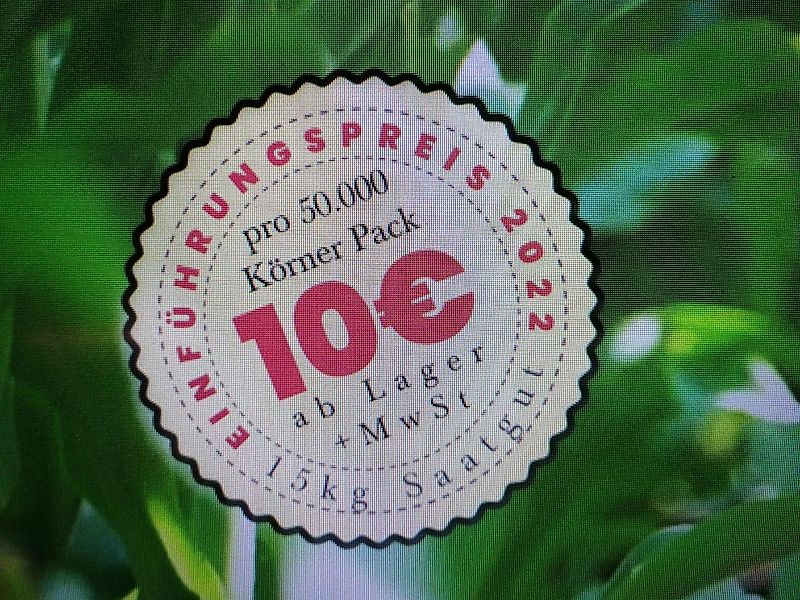 EINFÜHRUNGSPREIS 2022
pro 50.000
Körner Pack
10€
ab Lager
+ MwSt
15kg Saatgut